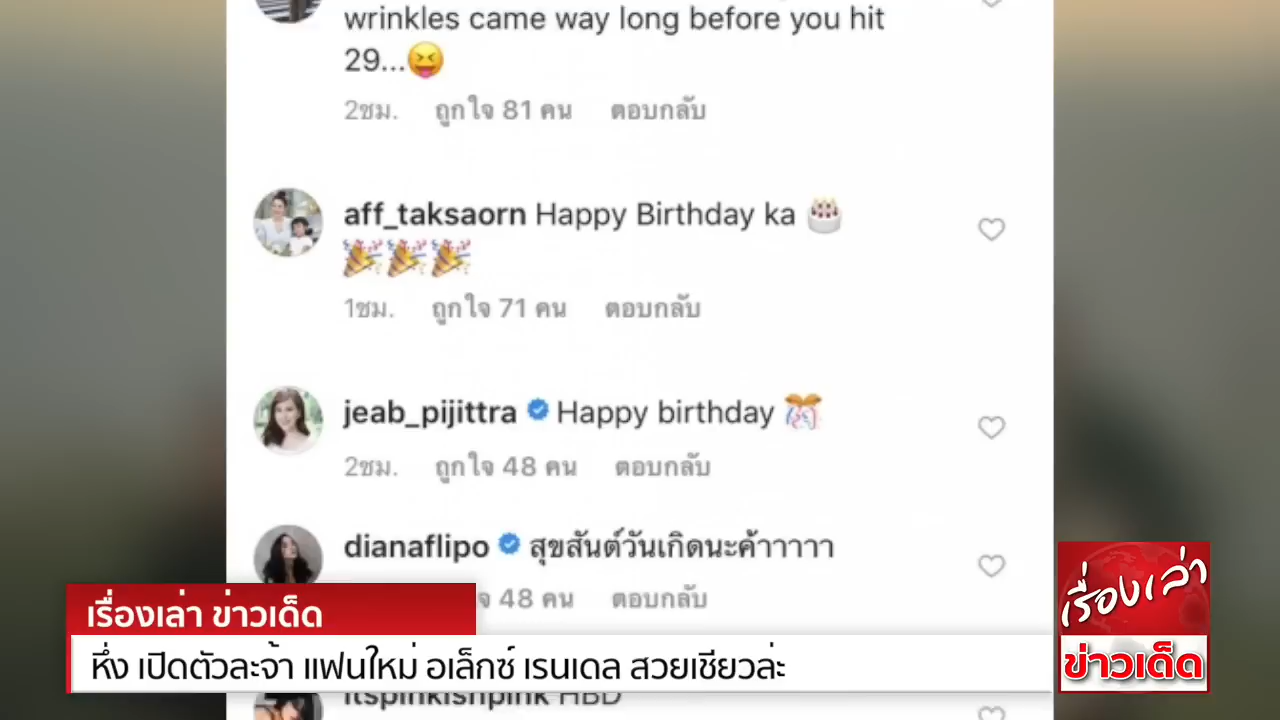 wrinkles came way long before you hit
29...😝
2ชม. ถูกใจ 81 คน ตอบกลับ
aff_taksaorn Happy Birthday ka 🎂
🎉🎉🎉
1ชม. ถูกใจ 71 คน ตอบกลับ
jeab_pijittra Happy birthday 🎊
2ชม. ถูกใจ 48 คน ตอบกลับ
dianaflipo สุขสันต์วันเกิดนะค้าาาาา
48 คน ตอบกลับ
เรื่องเล่า ข่าวเด็ด
หึ่ง เปิดตัวละจ้า แฟนใหม่ อเล็กซ์ เรนเดล สวยเชียวล่ะ
itspinkishpink HBD
เรื่องเล่า
ข่าวเด็ด